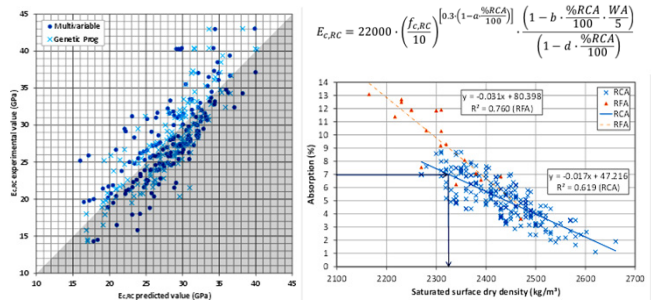 Multivariable
Genetic Prog
Ec,RC experimental value (GPa)
45
40
35
30
25
20
15
10
10 15 20 25 30 35 40 45
Ec,RC predicted value (GPa)
E_{c,RC} = 22000 · (f_{c,RC}/10)^[0.3·(1−a·%RCA/100)] · (1 − b · %RCA/100 · WA/5) / (1 − d · %RCA/100)
Absorption (%)
14
13
12
11
10
9
8
7
6
5
4
3
2
1
0
y = -0.031x + 80.398
R² = 0.760 (RFA)
RCA
RFA
RCA
RFA
y = -0.017x + 47.216
R² = 0.619 (RCA)
2100 2200 2300 2400 2500 2600 2700
Saturated surface dry density (kg/m³)